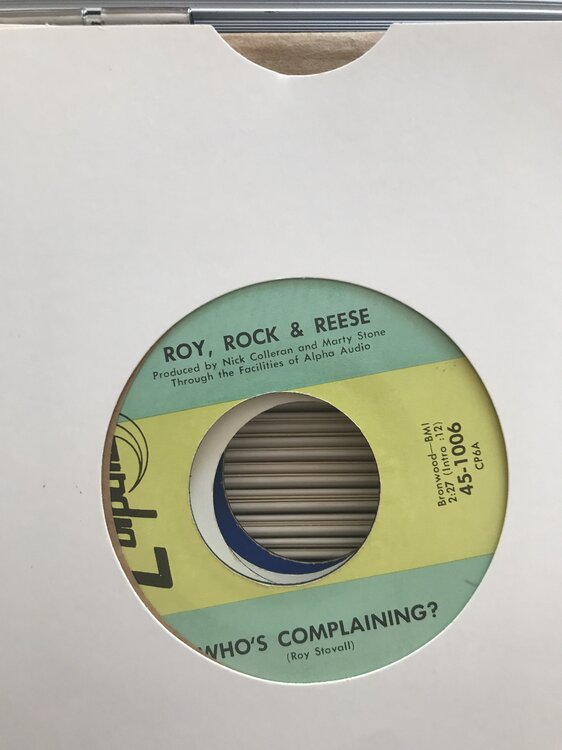 ROY, ROCK & REESE
Produced by Nick Colleran and Marty Stone
Through the Facilities of Alpha Audio
Bronwood—BMI
2:27 (Intro :12)
45-1006
CP6A
WHO'S COMPLAINING?
(Roy Stovall)